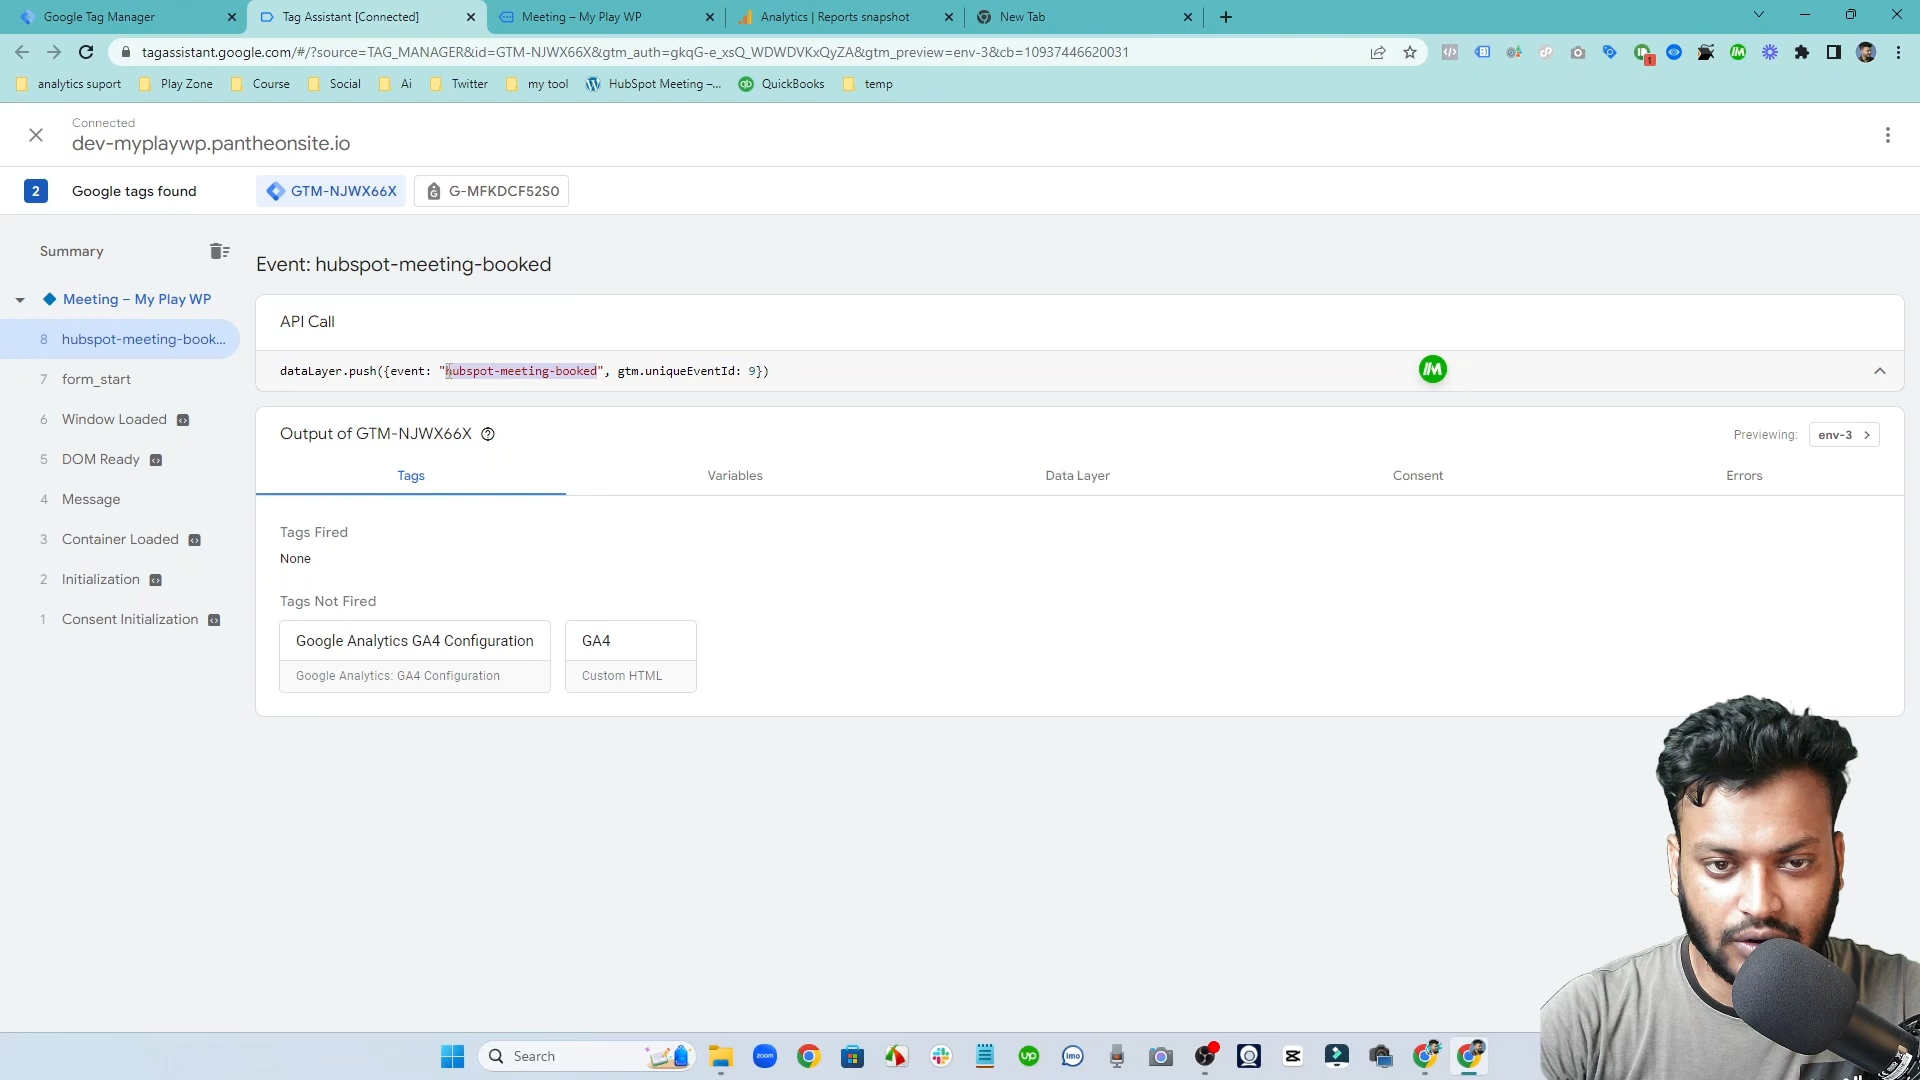 Google Tag Manager
Tag Assistant [Connected]
Meeting – My Play WP
Analytics | Reports snapshot
New Tab
tagassistant.google.com/#/?source=TAG_MANAGER&id=GTM-NJWX66X&gtm_auth=gkqG-e_xsQ_WDWDVKxQyZA&gtm_preview=env-3&cb=10937446620031
analytics suport
Play Zone
Course
Social
Ai
Twitter
my tool
HubSpot Meeting –...
QuickBooks
temp
Connected
dev-myplaywp.pantheonsite.io
2 Google tags found
GTM-NJWX66X
G-MFKDCF52S0
Summary
Meeting – My Play WP
8 hubspot-meeting-book...
7 form_start
6 Window Loaded
5 DOM Ready
4 Message
3 Container Loaded
2 Initialization
1 Consent Initialization
Event: hubspot-meeting-booked
API Call
dataLayer.push({event: "hubspot-meeting-booked", gtm.uniqueEventId: 9})
Output of GTM-NJWX66X
Previewing: env-3
Tags
Variables
Data Layer
Consent
Errors
Tags Fired
None
Tags Not Fired
Google Analytics GA4 Configuration
Google Analytics: GA4 Configuration
GA4
Custom HTML
Search
zoom
up
imo